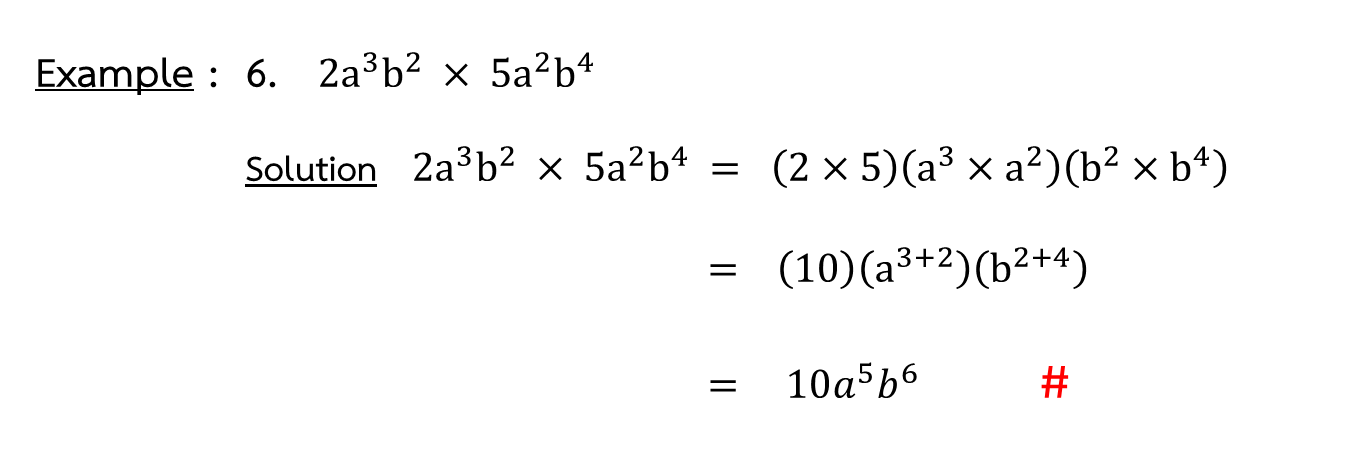 Example : 6. 2a³b² × 5a²b⁴
Solution 2a³b² × 5a²b⁴ = (2 × 5)(a³ × a²)(b² × b⁴)
= (10)(a³⁺²)(b²⁺⁴)
= 10a⁵b⁶ #